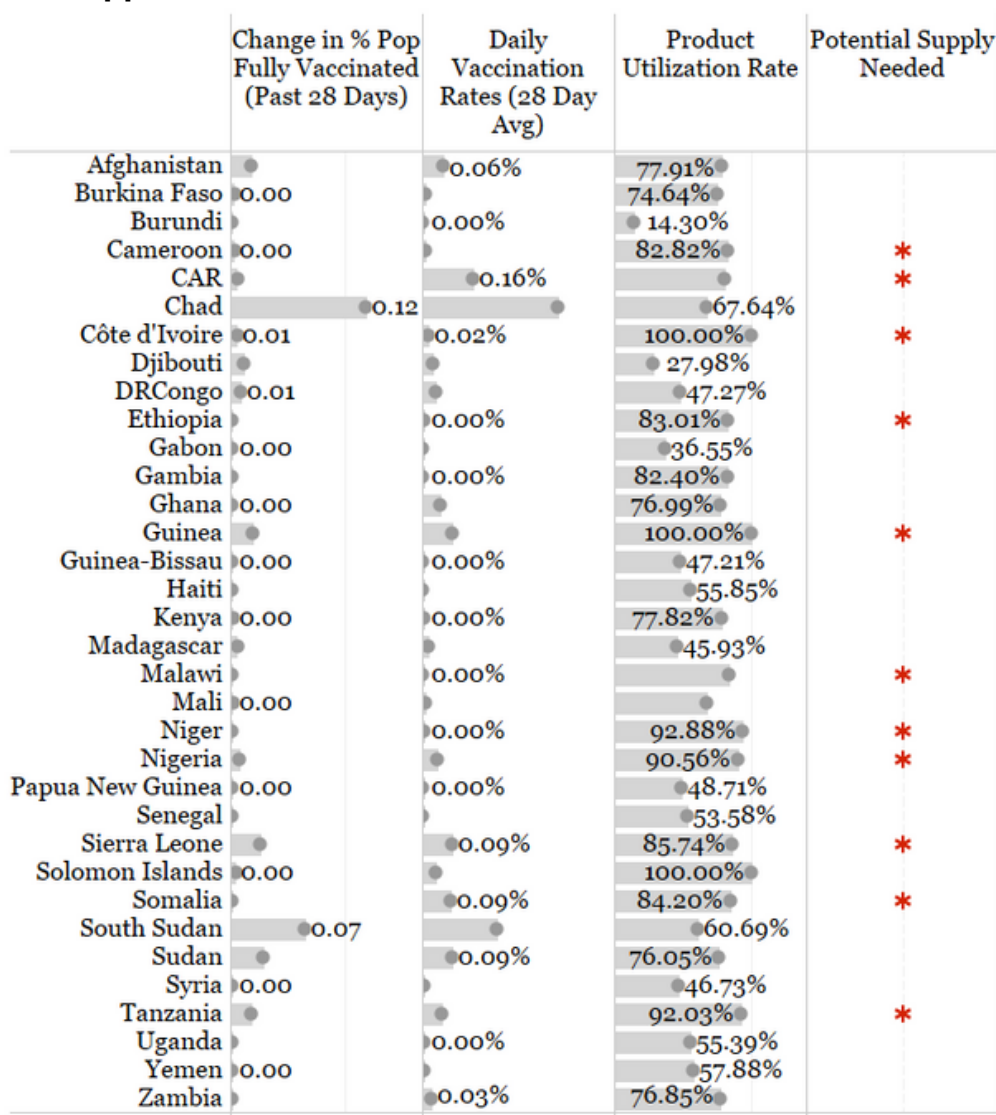 Change in % Pop Fully Vaccinated (Past 28 Days) Daily Vaccination Rates (28 Day Avg) Product Utilization Rate Potential Supply Needed
Afghanistan 0.06% 77.91%
Burkina Faso 0.00 74.64%
Burundi 0.00% 14.30%
Cameroon 0.00 82.82% *
CAR 0.16% *
Chad 0.12 67.64%
Côte d'Ivoire 0.01 0.02% 100.00% *
Djibouti 27.98%
DRCongo 0.01 47.27%
Ethiopia 0.00% 83.01% *
Gabon 0.00 36.55%
Gambia 0.00% 82.40%
Ghana 0.00 76.99%
Guinea 100.00% *
Guinea-Bissau 0.00 0.00% 47.21%
Haiti 55.85%
Kenya 0.00 0.00% 77.82%
Madagascar 45.93%
Malawi 0.00% *
Mali 0.00
Niger 0.00% 92.88% *
Nigeria 90.56% *
Papua New Guinea 0.00 0.00% 48.71%
Senegal 53.58%
Sierra Leone 0.09% 85.74% *
Solomon Islands 0.00 100.00%
Somalia 0.09% 84.20% *
South Sudan 0.07 60.69%
Sudan 0.09% 76.05%
Syria 0.00 46.73%
Tanzania 92.03% *
Uganda 0.00% 55.39%
Yemen 0.00 57.88%
Zambia 0.03% 76.85%